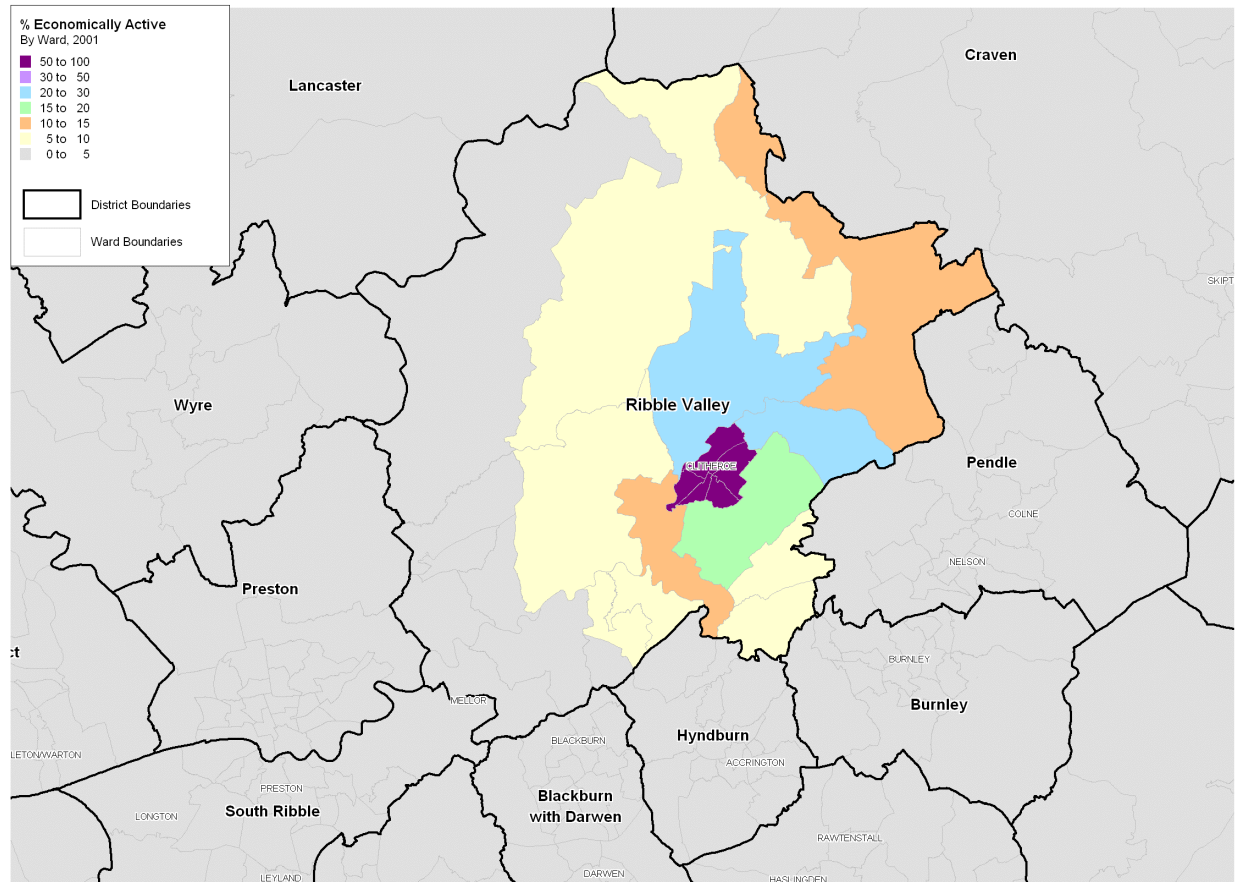 % Economically Active
By Ward, 2001
50 to 100
30 to 50
20 to 30
15 to 20
10 to 15
5 to 10
0 to 5
District Boundaries
Ward Boundaries
Lancaster
Craven
SKIPT
Wyre
Ribble Valley
CLITHEROE
Pendle
COLNE
NELSON
Preston
ct
BURNLEY
Burnley
MELLOR
LETON/WARTON
BLACKBURN
Hyndburn
ACCRINGTON
PRESTON
LONGTON
South Ribble
Blackburn
with Darwen
RAWTENSTALL
LEYLAND
DARWEN
HASLINGDEN